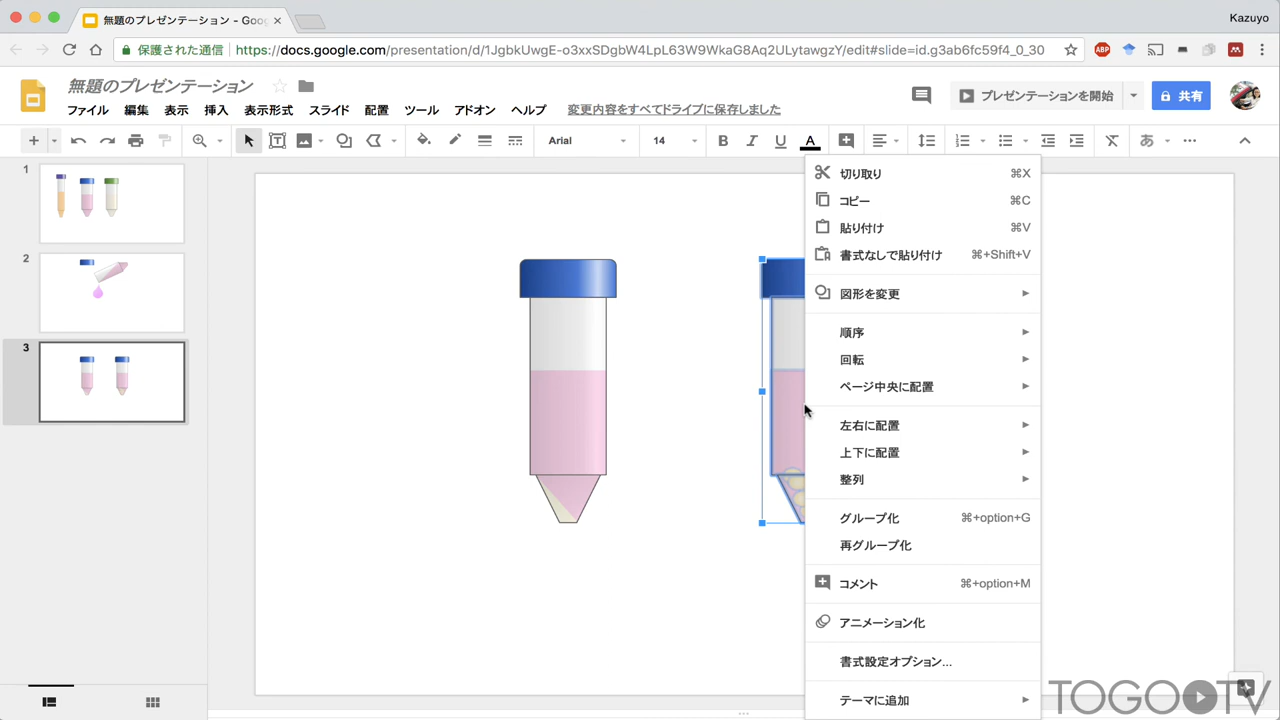 無題のプレゼンテーション - Goog
Kazuyo
保護された通信
https://docs.google.com/presentation/d/1JgbkUwgE-o3xxSDgbW4LpL63W9WkaG8Aq2ULytawgzY/edit#slide=id.g3ab6fc59f4_0_30
ABP
無題のプレゼンテーション
ファイル 編集 表示 挿入 表示形式 スライド 配置 ツール アドオン ヘルプ
変更内容をすべてドライブに保存しました
プレゼンテーションを開始
共有
Arial
14
B I U A
あ
切り取り ⌘X
コピー ⌘C
貼り付け ⌘V
書式なしで貼り付け ⌘+Shift+V
図形を変更
順序
回転
ページ中央に配置
左右に配置
上下に配置
整列
グループ化 ⌘+option+G
再グループ化
コメント ⌘+option+M
アニメーション化
書式設定オプション...
テーマに追加
1
2
3
TOGOTV